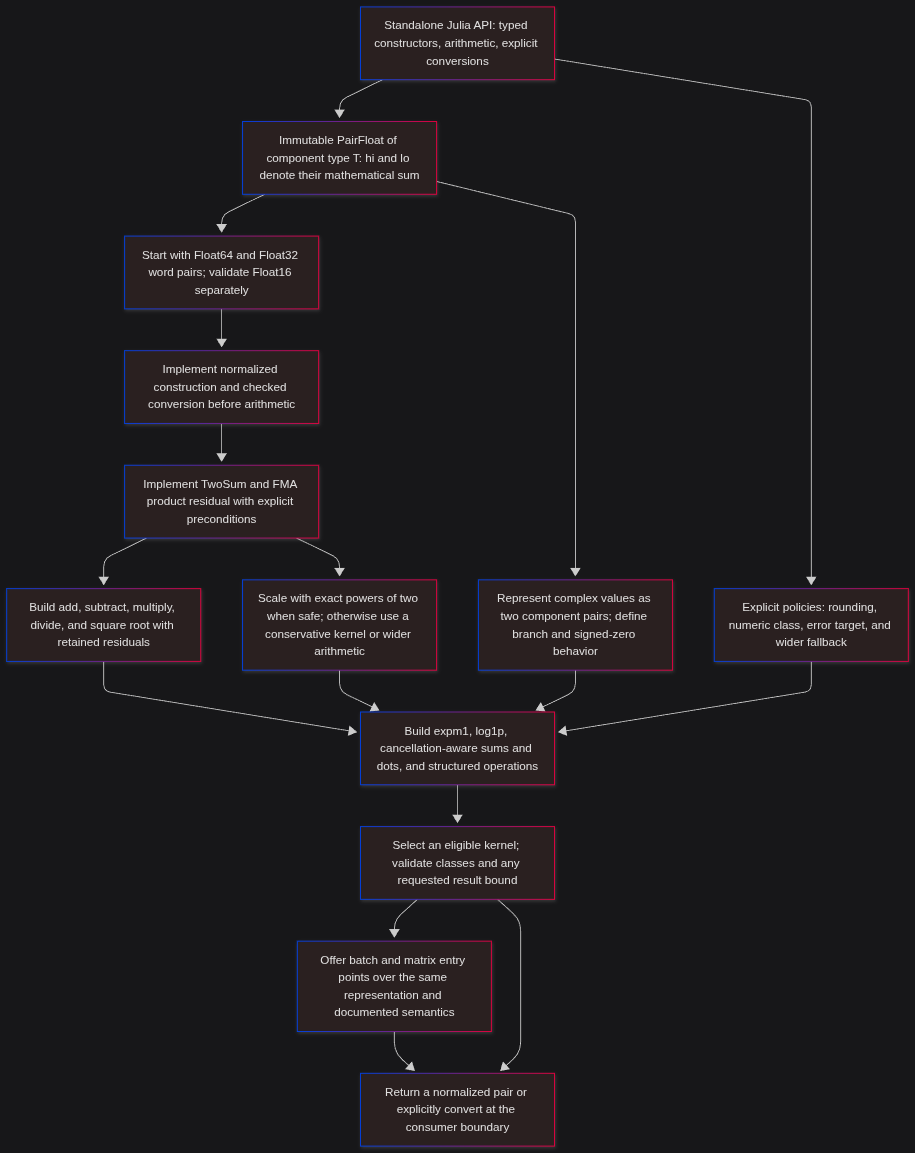 Standalone Julia API: typed
constructors, arithmetic, explicit
conversions
Immutable PairFloat of
component type T: hi and lo
denote their mathematical sum
Start with Float64 and Float32
word pairs; validate Float16
separately
Implement normalized
construction and checked
conversion before arithmetic
Implement TwoSum and FMA
product residual with explicit
preconditions
Build add, subtract, multiply,
divide, and square root with
retained residuals
Scale with exact powers of two
when safe; otherwise use a
conservative kernel or wider
arithmetic
Represent complex values as
two component pairs; define
branch and signed-zero
behavior
Explicit policies: rounding,
numeric class, error target, and
wider fallback
Build expm1, log1p,
cancellation-aware sums and
dots, and structured operations
Select an eligible kernel;
validate classes and any
requested result bound
Offer batch and matrix entry
points over the same
representation and
documented semantics
Return a normalized pair or
explicitly convert at the
consumer boundary